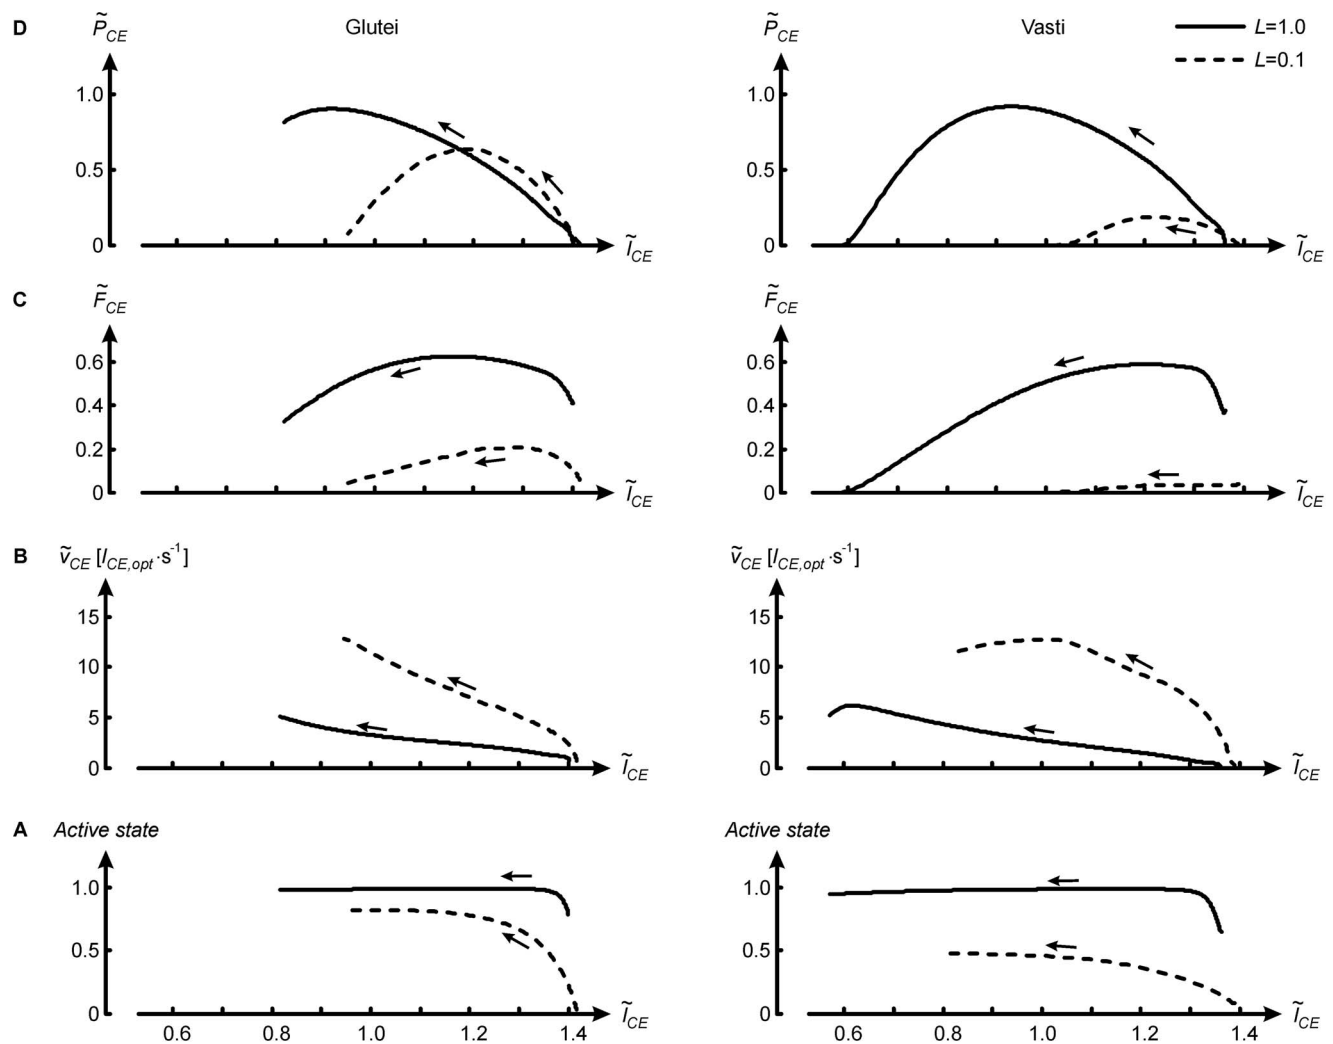 D P̃CE Glutei P̃CE Vasti L=1.0
L=0.1
1.0 1.0
0.5 0.5
0 l̃CE 0 l̃CE
C F̃CE F̃CE
0.6 0.6
0.4 0.4
0.2 0.2
0 l̃CE 0 l̃CE
B ṽCE [lCE,opt·s-1] ṽCE [lCE,opt·s-1]
15 15
10 10
5 5
0 l̃CE 0 l̃CE
A Active state Active state
1.0 1.0
0.5 0.5
0 l̃CE 0 l̃CE
0.6 0.8 1.0 1.2 1.4 0.6 0.8 1.0 1.2 1.4